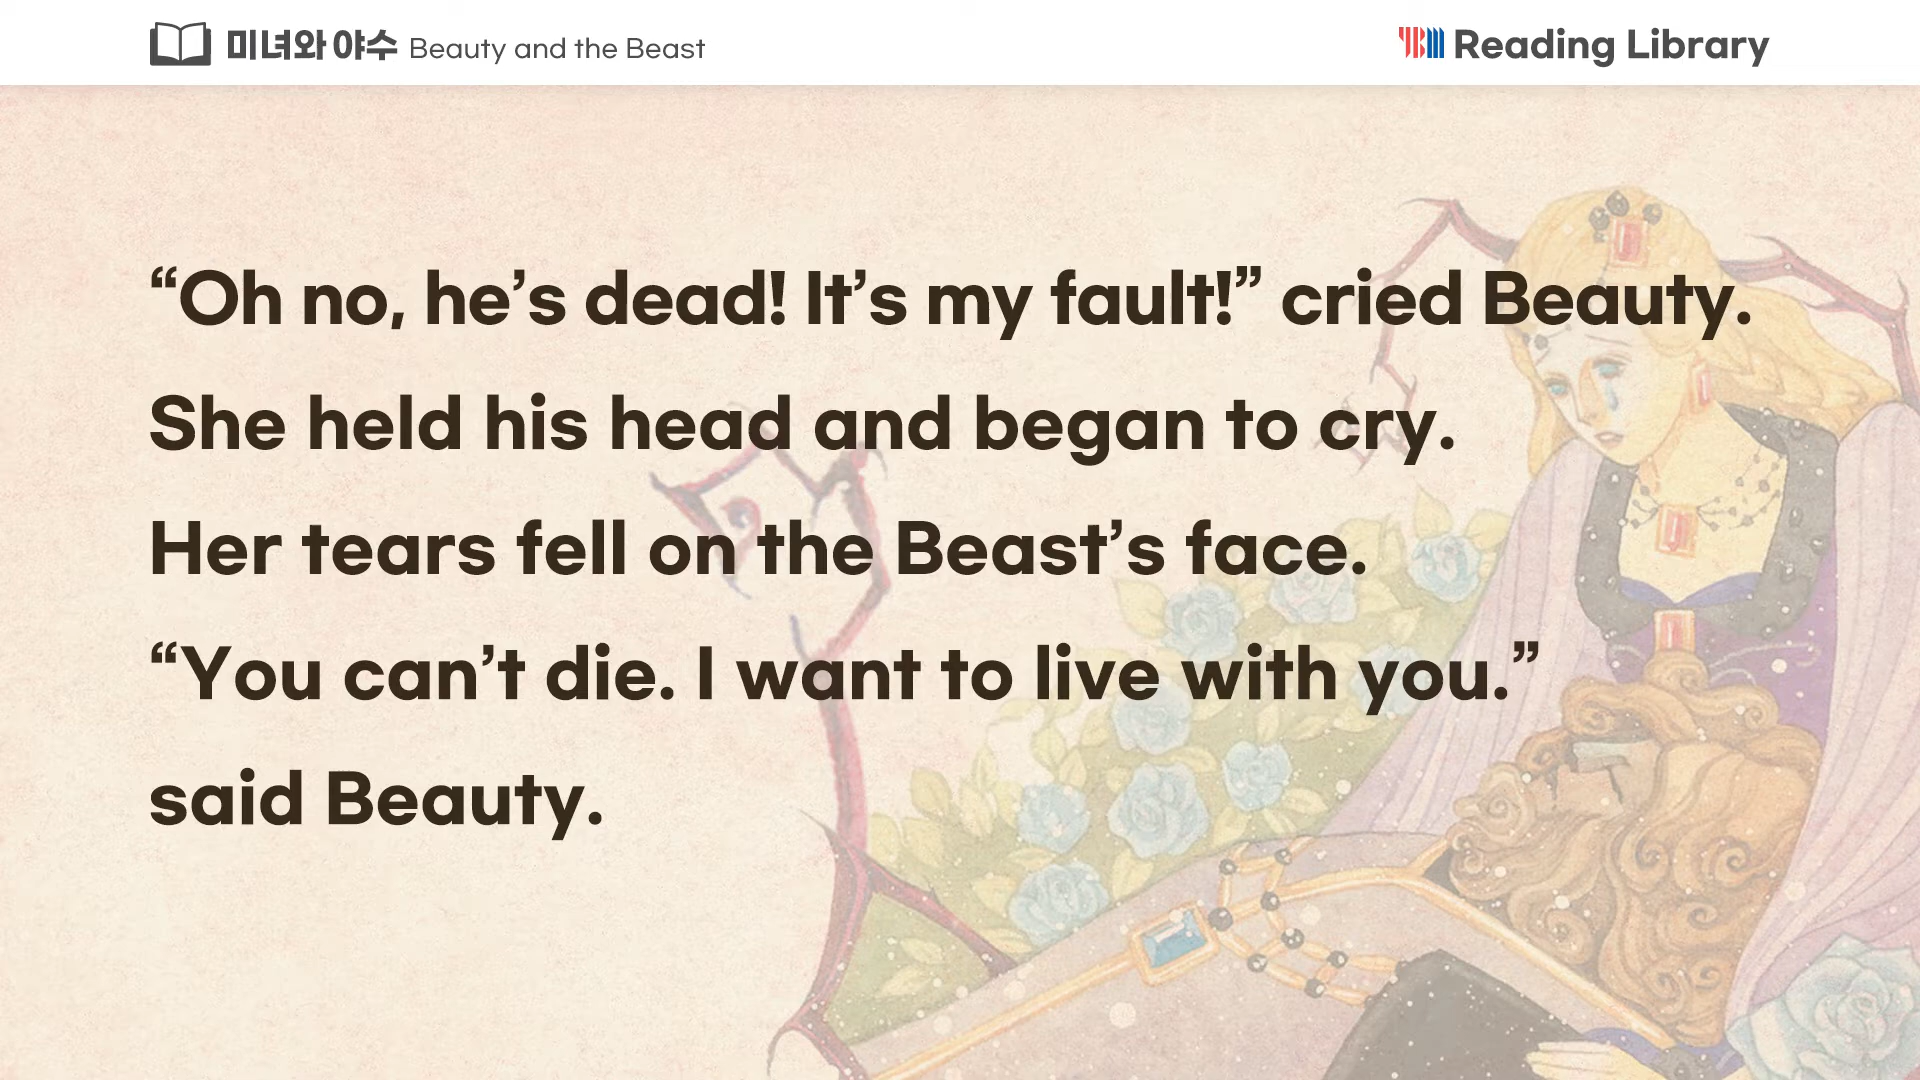 미녀와 야수 Beauty and the Beast
YBM Reading Library
“Oh no, he’s dead! It’s my fault!” cried Beauty.
She held his head and began to cry.
Her tears fell on the Beast’s face.
“You can’t die. I want to live with you.”
said Beauty.